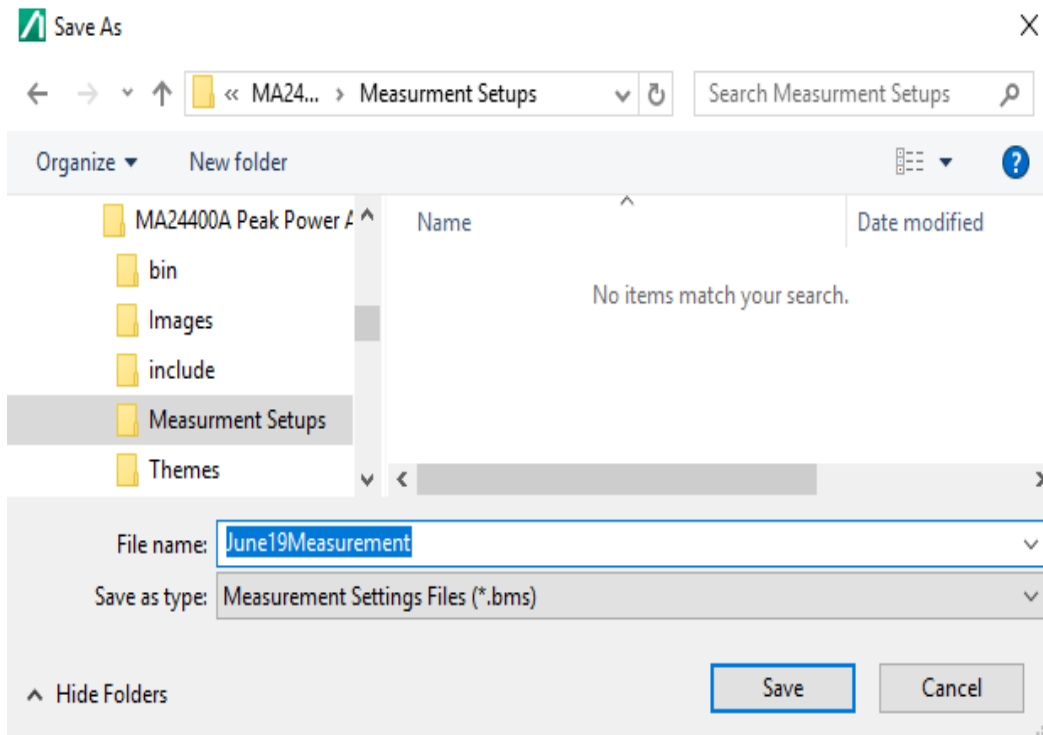 Save As
« MA24... › Measurment Setups
Search Measurment Setups
Organize
New folder
MA24400A Peak Power
bin
Images
include
Measurment Setups
Themes
Name
Date modified
No items match your search.
File name: June19Measurement
Save as type: Measurement Settings Files (*.bms)
Hide Folders
Save
Cancel